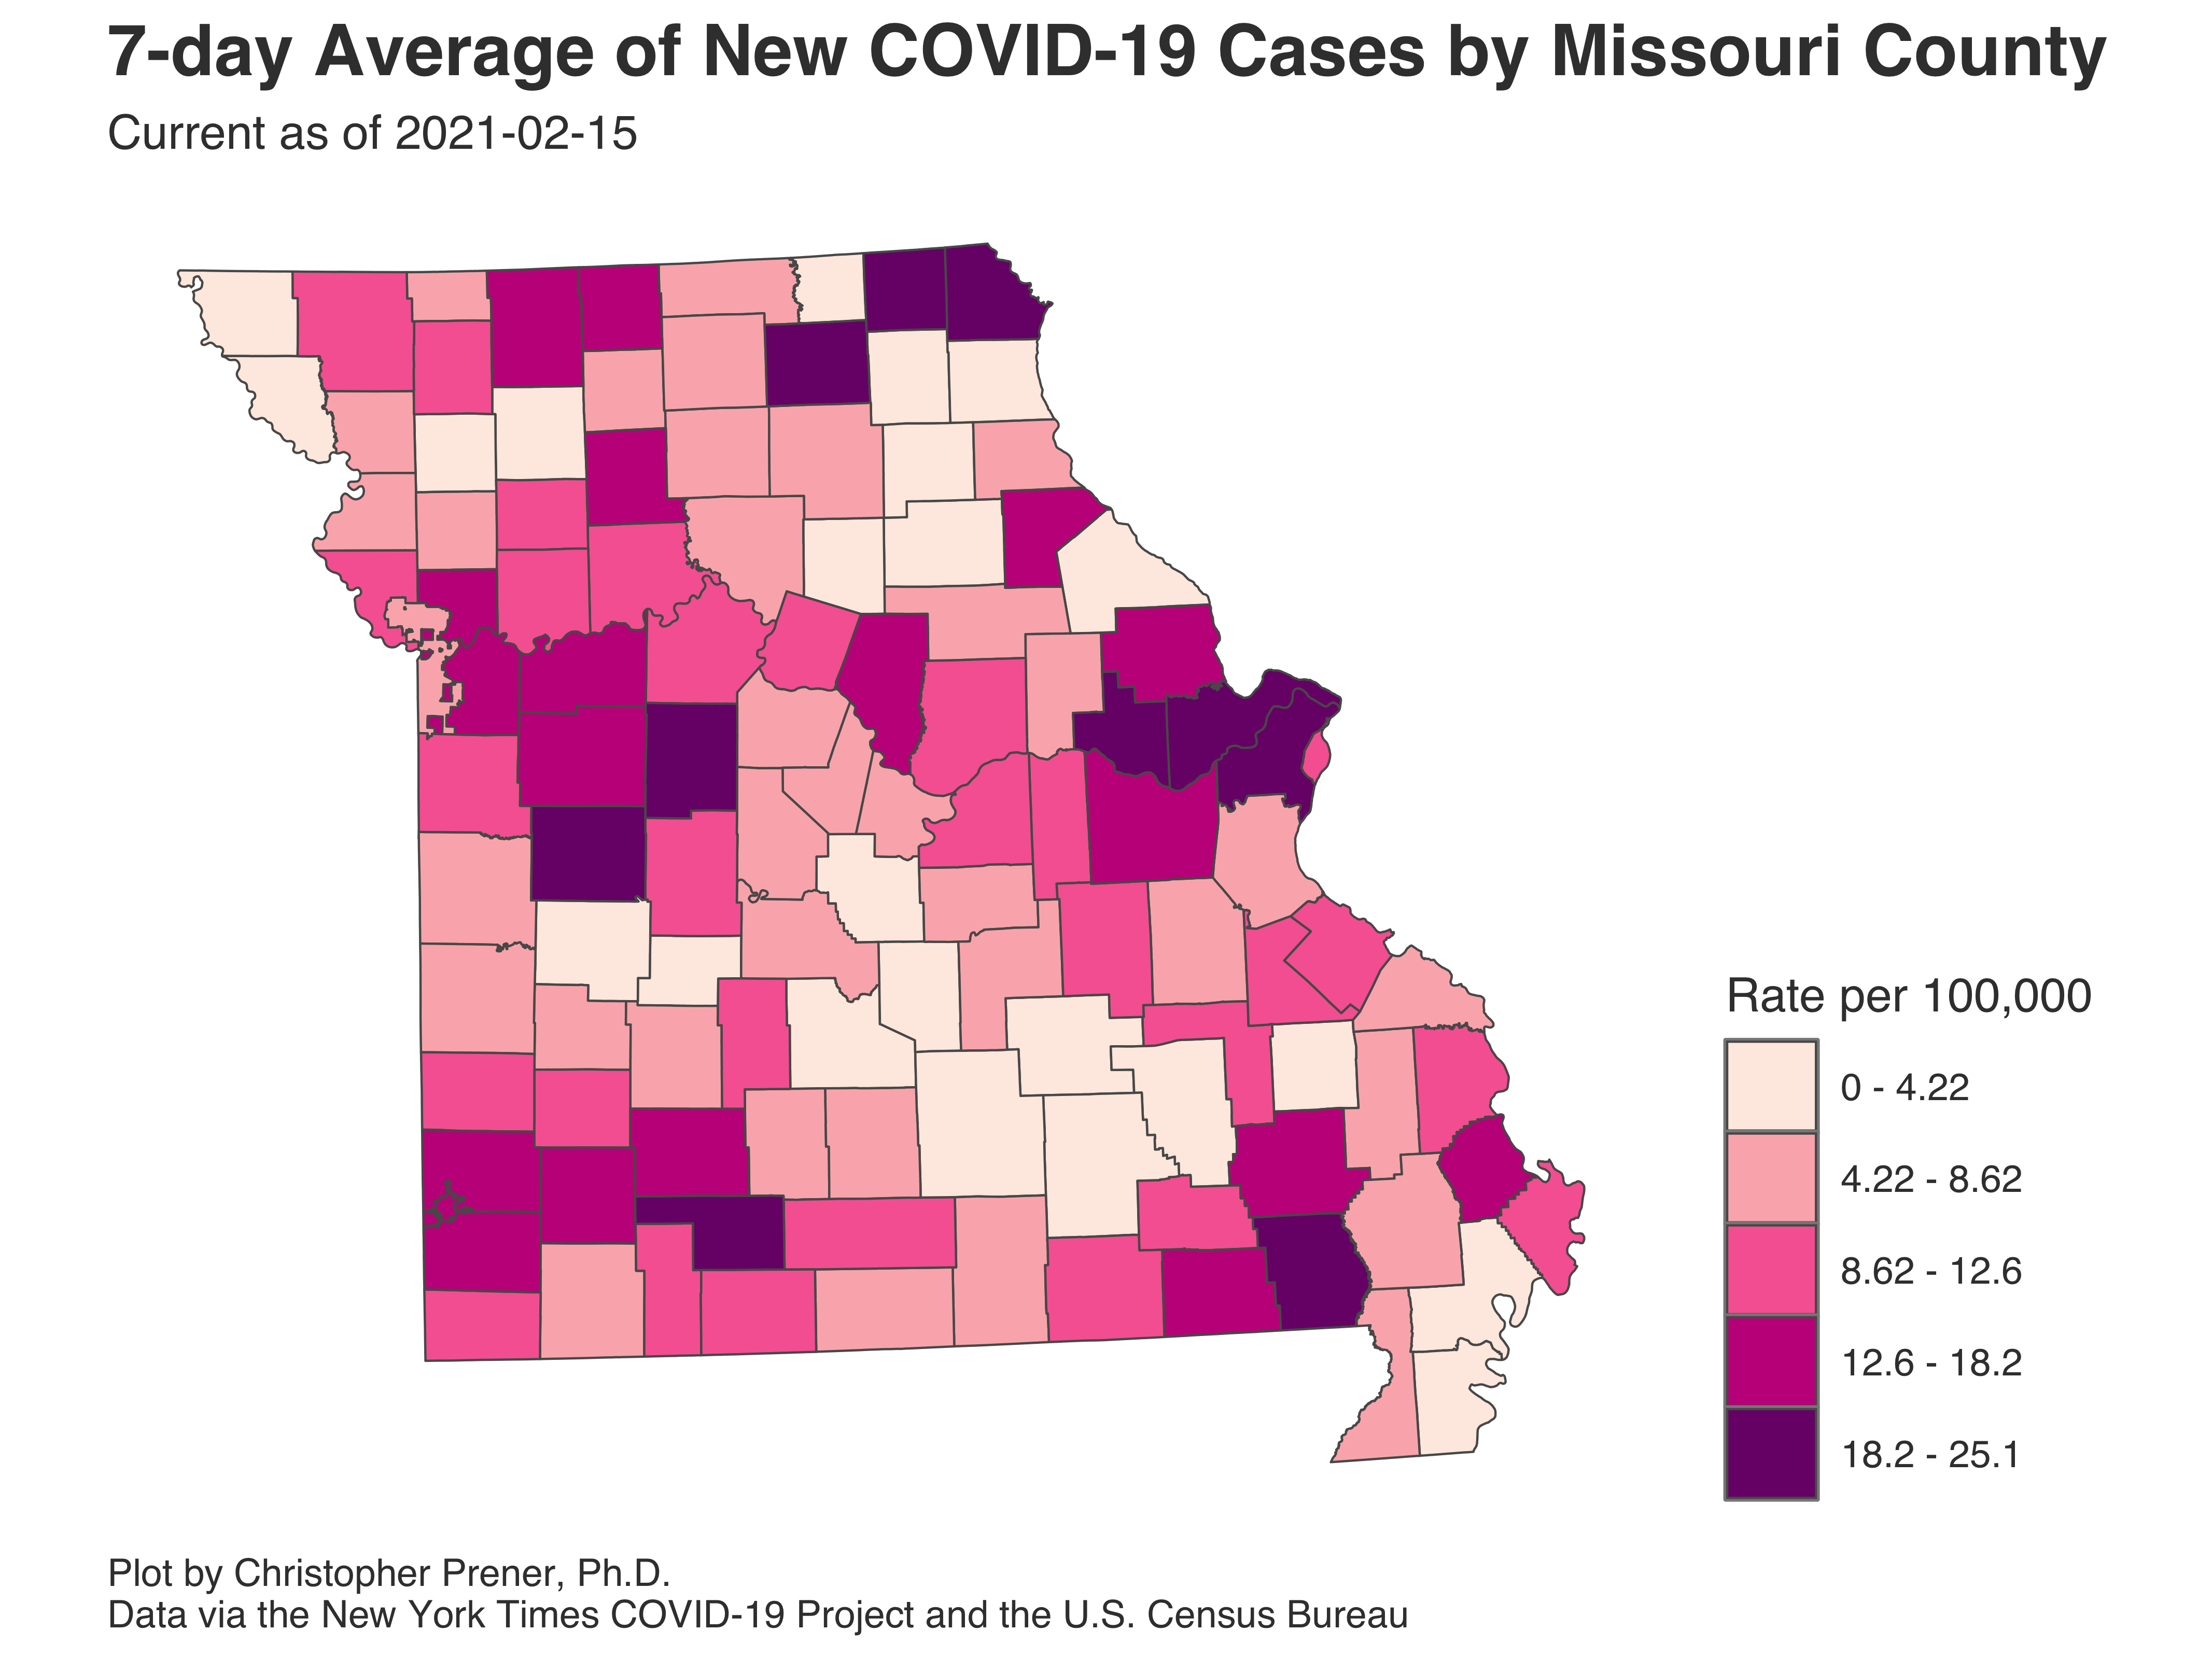 7-day Average of New COVID-19 Cases by Missouri County
Current as of 2021-02-15
Rate per 100,000
0 - 4.22
4.22 - 8.62
8.62 - 12.6
12.6 - 18.2
18.2 - 25.1
Plot by Christopher Prener, Ph.D.
Data via the New York Times COVID-19 Project and the U.S. Census Bureau